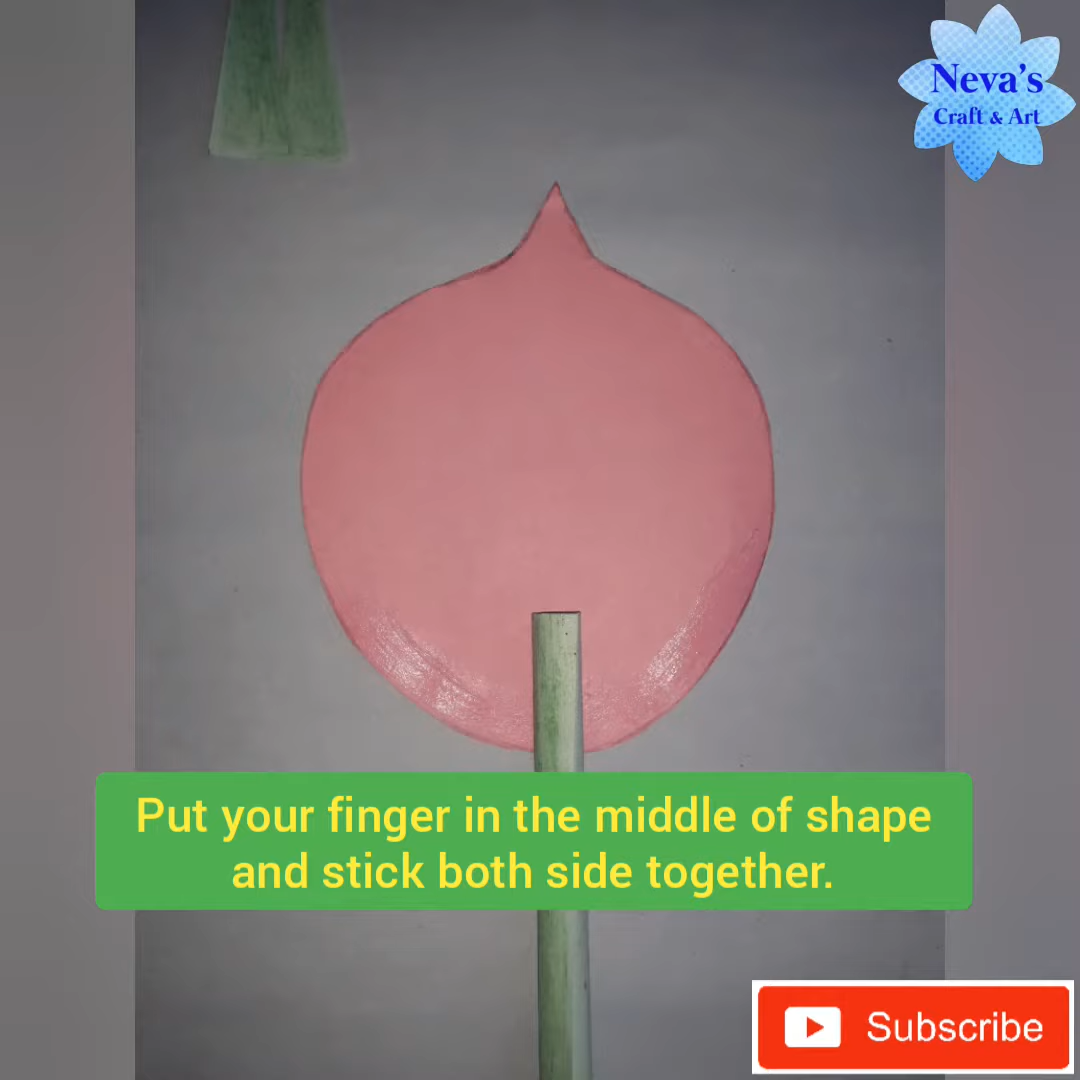 Neva's
Craft & Art
Put your finger in the middle of shape
and stick both side together.
Subscribe